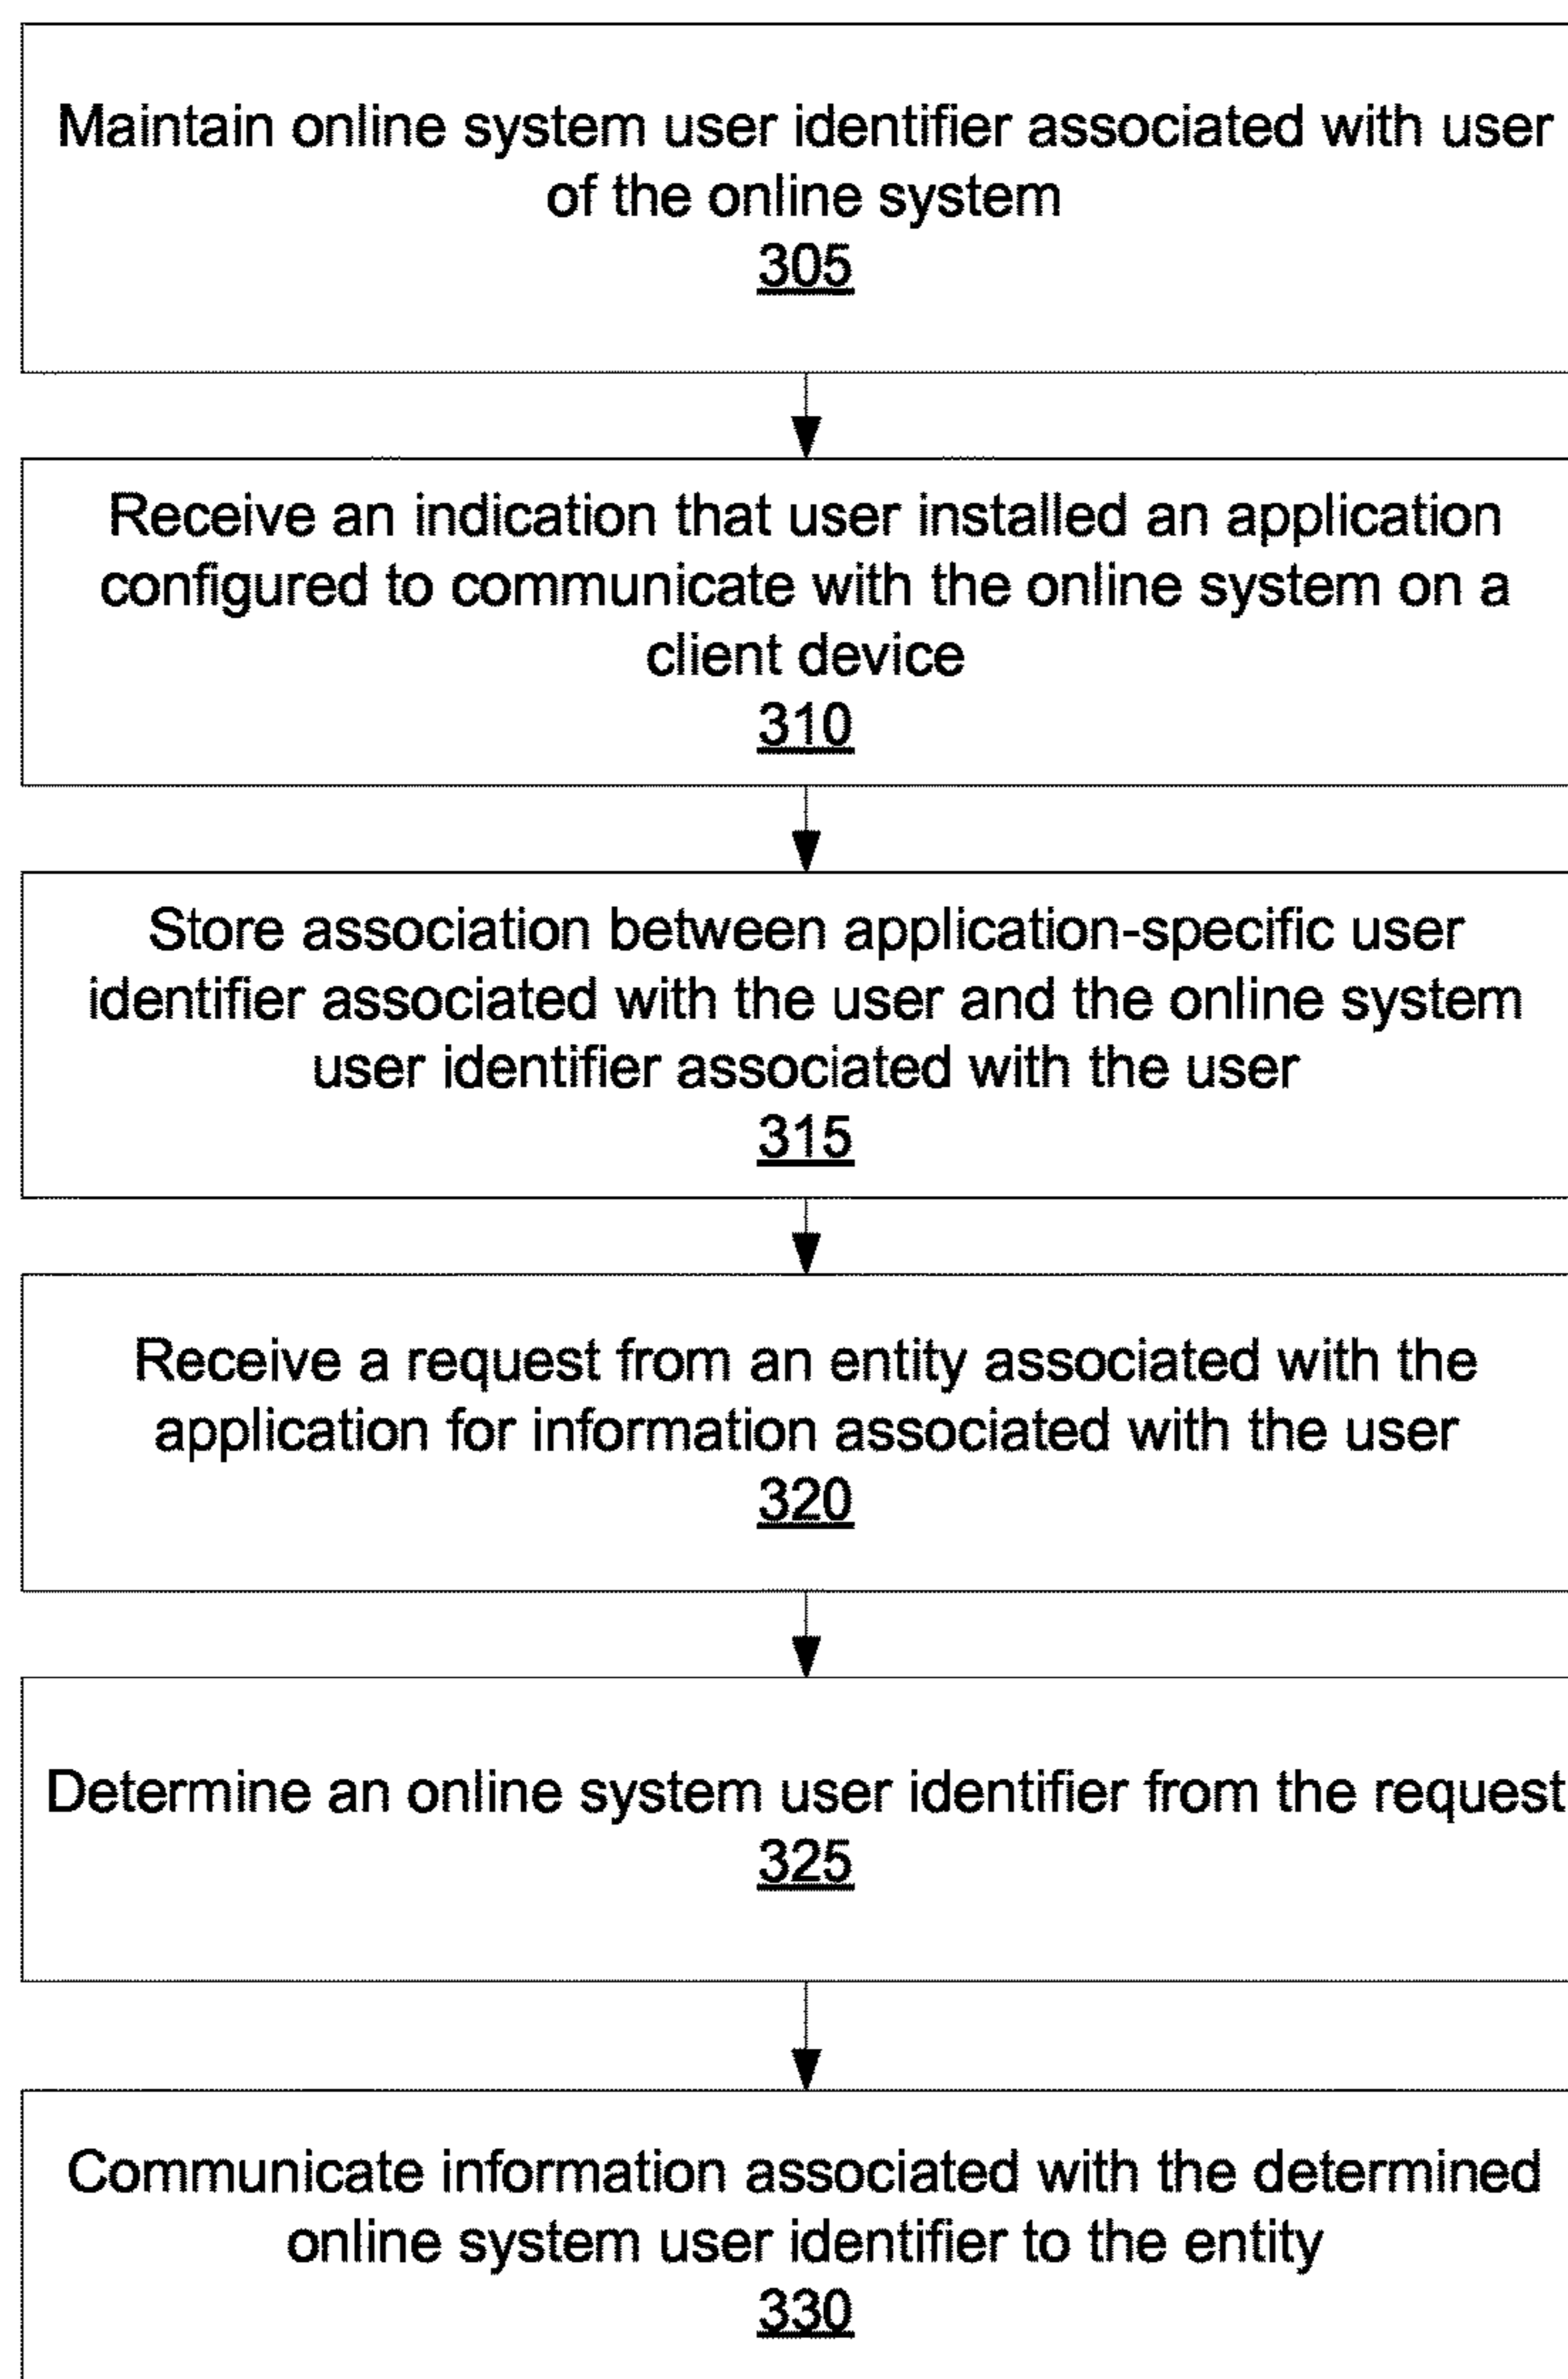 Maintain online system user identifier associated with user
of the online system
305
Receive an indication that user installed an application
configured to communicate with the online system on a
client device
310
Store association between application-specific user
identifier associated with the user and the online system
user identifier associated with the user
315
Receive a request from an entity associated with the
application for information associated with the user
320
Determine an online system user identifier from the request
325
Communicate information associated with the determined
online system user identifier to the entity
330